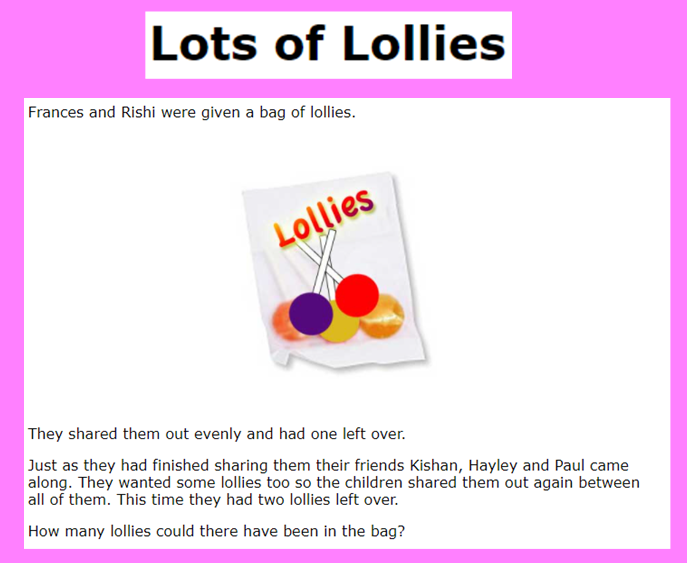 Lots of Lollies
Frances and Rishi were given a bag of lollies.
Lollies
They shared them out evenly and had one left over.
Just as they had finished sharing them their friends Kishan, Hayley and Paul came
along. They wanted some lollies too so the children shared them out again between
all of them. This time they had two lollies left over.
How many lollies could there have been in the bag?